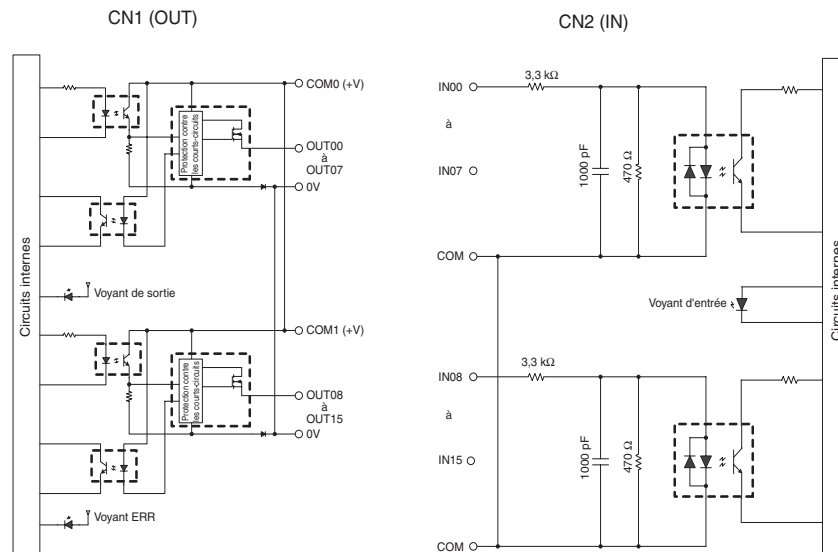 CN1 (OUT)
Circuits internes
COM0 (+V)
Protection contre
les courts-circuits
OUT00
à
OUT07
0V
Voyant de sortie
COM1 (+V)
Protection contre
les courts-circuits
OUT08
à
OUT15
0V
Voyant ERR
CN2 (IN)
IN00
3,3 kΩ
à
1000 pF
470 Ω
IN07
COM
Circuits internes
Voyant d'entrée
IN08
3,3 kΩ
à
1000 pF
470 Ω
IN15
COM